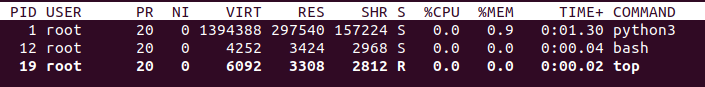 PID USER PR NI VIRT RES SHR S %CPU %MEM TIME+ COMMAND
1 root 20 0 1394388 297540 157224 S 0.0 0.9 0:01.30 python3
12 root 20 0 4252 3424 2968 S 0.0 0.0 0:00.04 bash
19 root 20 0 6092 3308 2812 R 0.0 0.0 0:00.02 top